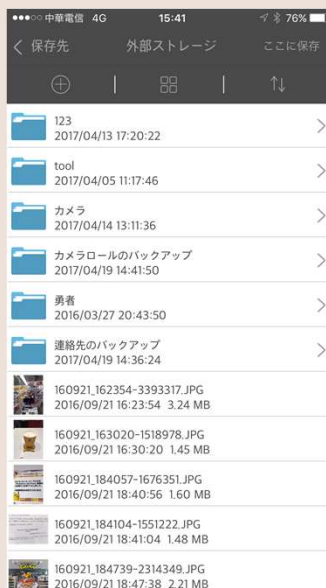 中華電信 4G 15:41 76%
保存先 外部ストレージ ここに保存
123
2017/04/13 17:20:22
tool
2017/04/05 11:17:46
カメラ
2017/04/14 13:11:36
カメラロールのバックアップ
2017/04/19 14:41:50
勇者
2016/03/27 20:43:50
連絡先のバックアップ
2017/04/19 14:36:24
160921_162354-3393317.JPG
2016/09/21 16:23:54 3.24 MB
160921_163020-1518978.JPG
2016/09/21 16:30:20 1.45 MB
160921_184057-1676351.JPG
2016/09/21 18:40:56 1.60 MB
160921_184104-1551222.JPG
2016/09/21 18:41:04 1.48 MB
160921_184739-2314349.JPG
2016/09/21 18:47:38 2.21 MB